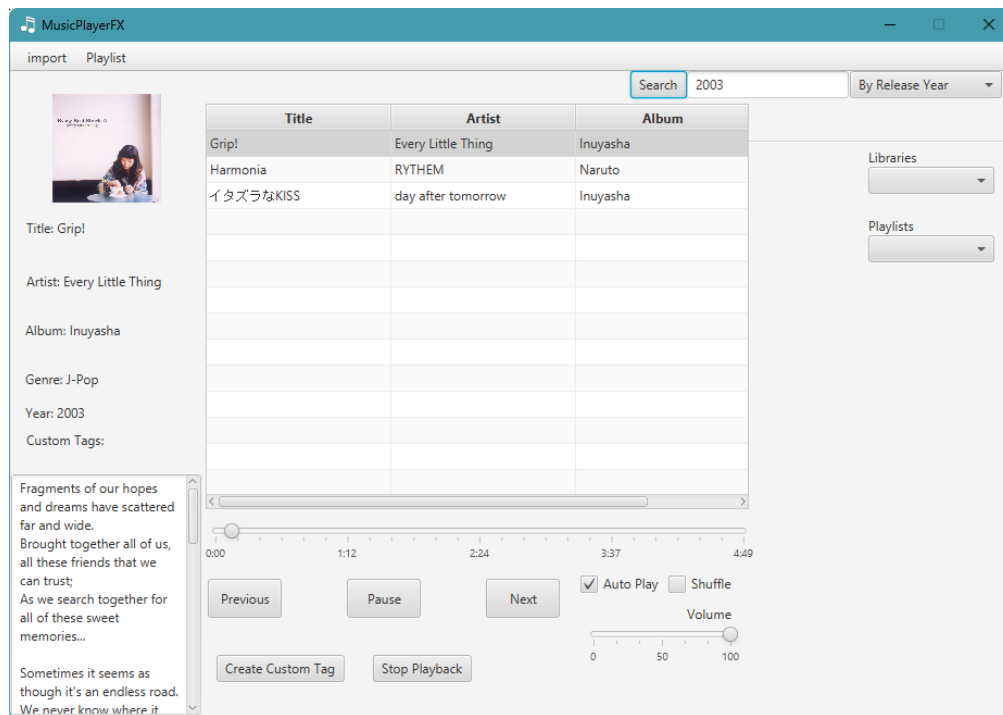 MusicPlayerFX
import Playlist
Search 2003 By Release Year
Title Artist Album
Grip! Every Little Thing Inuyasha
Harmonia RYTHEM Naruto
イタズラなKISS day after tomorrow Inuyasha
Libraries
Playlists
Title: Grip!
Artist: Every Little Thing
Album: Inuyasha
Genre: J-Pop
Year: 2003
Custom Tags:
Fragments of our hopes
and dreams have scattered
far and wide.
Brought together all of us,
all these friends that we
can trust;
As we search together for
all of these sweet
memories...
Sometimes it seems as
though it's an endless road.
We never know where it
0:00 1:12 2:24 3:37 4:49
Previous Pause Next
Auto Play Shuffle
Volume
0 50 100
Create Custom Tag Stop Playback